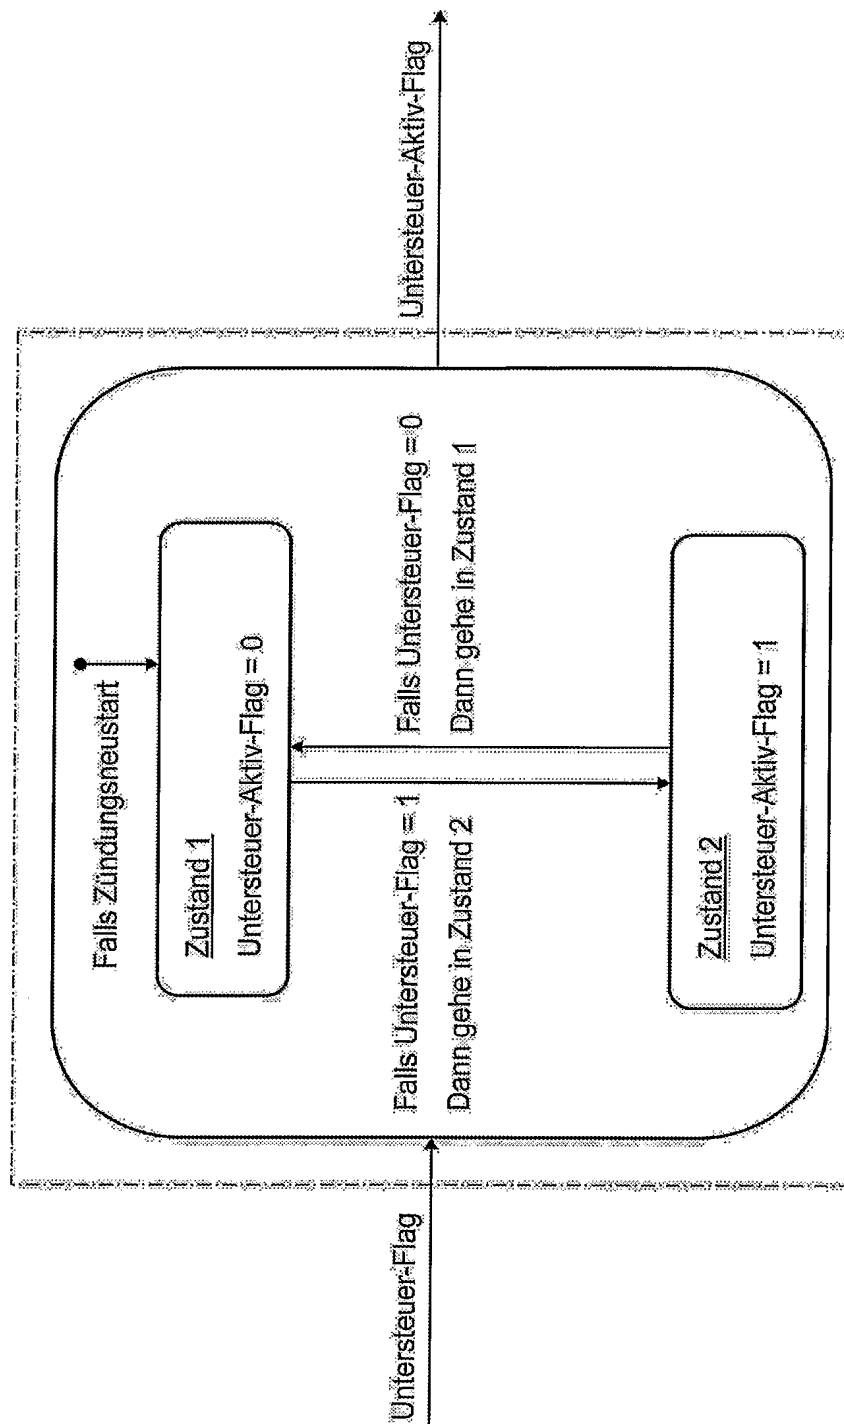 Untersteuer-Flag
Falls Zündungsneustart
Zustand 1
Untersteuer-Aktiv-Flag = 0
Falls Untersteuer-Flag = 1
Dann gehe in Zustand 2
Falls Untersteuer-Flag = 0
Dann gehe in Zustand 1
Zustand 2
Untersteuer-Aktiv-Flag = 1
Untersteuer-Aktiv-Flag